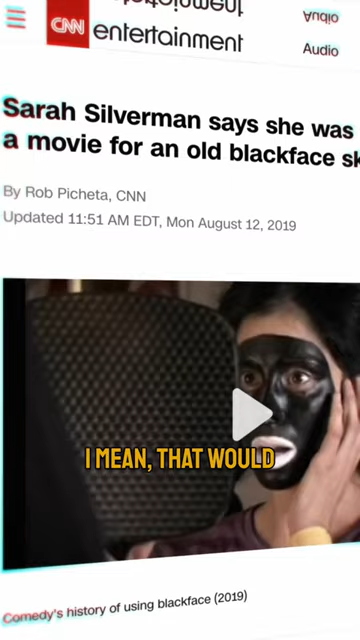 CNN entertainment
Audio
Audio
Sarah Silverman says she was
a movie for an old blackface sk
By Rob Picheta, CNN
Updated 11:51 AM EDT, Mon August 12, 2019
I MEAN, THAT WOULD
Comedy's history of using blackface (2019)